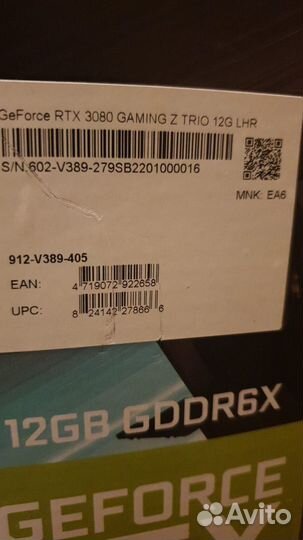 GeForce RTX 3080 GAMING Z TRIO 12G LHR
S/N:602-V389-279SB2201000016
MNK: EA6
912-V389-405
EAN: 4 719072 922658
UPC: 8 24142 27866 6
12GB GDDR6X
GEFORCE
Avito